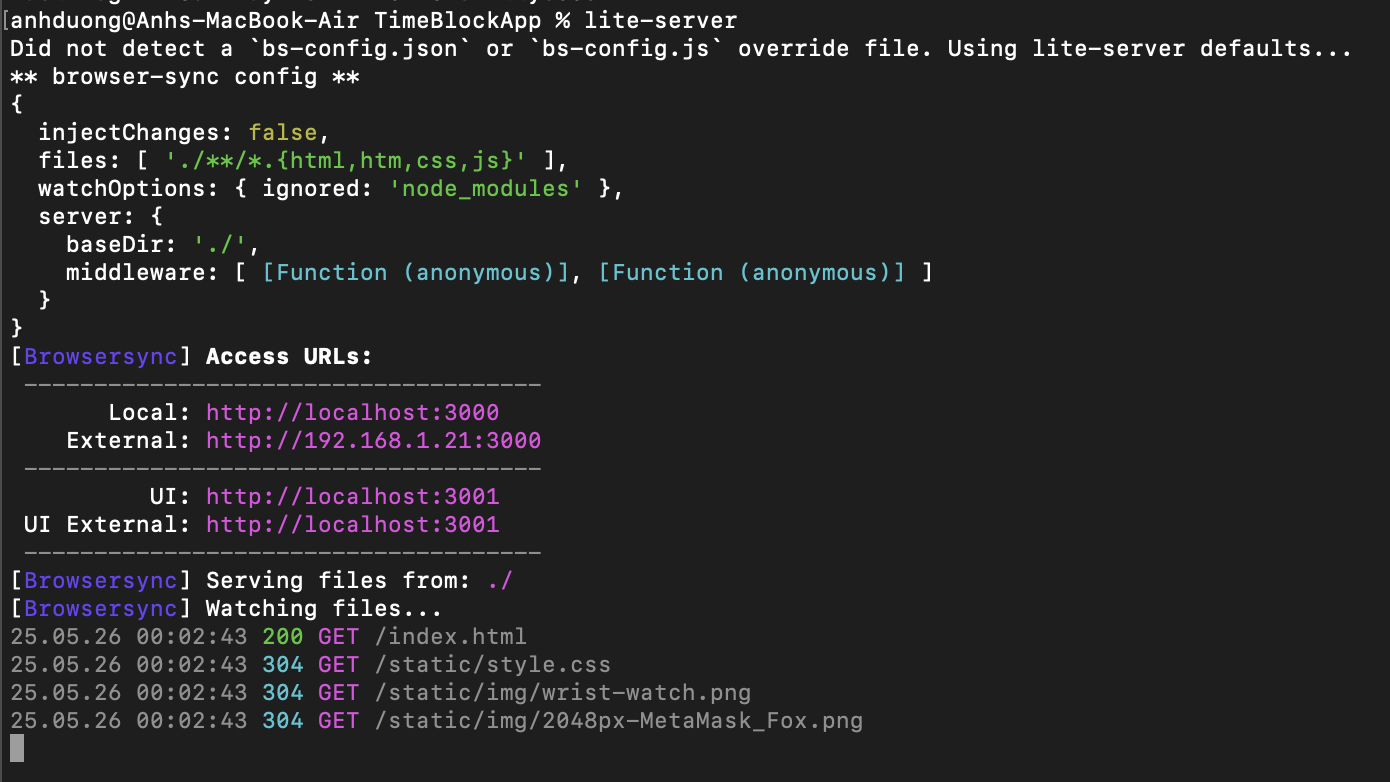 [anhduong@Anhs-MacBook-Air TimeBlockApp % lite-server
Did not detect a `bs-config.json` or `bs-config.js` override file. Using lite-server defaults...
** browser-sync config **
{
  injectChanges: false,
  files: [ './**/*.{html,htm,css,js}' ],
  watchOptions: { ignored: 'node_modules' },
  server: {
    baseDir: './',
    middleware: [ [Function (anonymous)], [Function (anonymous)] ]
  }
}
[Browsersync] Access URLs:
 -------------------------------------
       Local: http://localhost:3000
    External: http://192.168.1.21:3000
 -------------------------------------
          UI: http://localhost:3001
 UI External: http://localhost:3001
 -------------------------------------
[Browsersync] Serving files from: ./
[Browsersync] Watching files...
25.05.26 00:02:43 200 GET /index.html
25.05.26 00:02:43 304 GET /static/style.css
25.05.26 00:02:43 304 GET /static/img/wrist-watch.png
25.05.26 00:02:43 304 GET /static/img/2048px-MetaMask_Fox.png